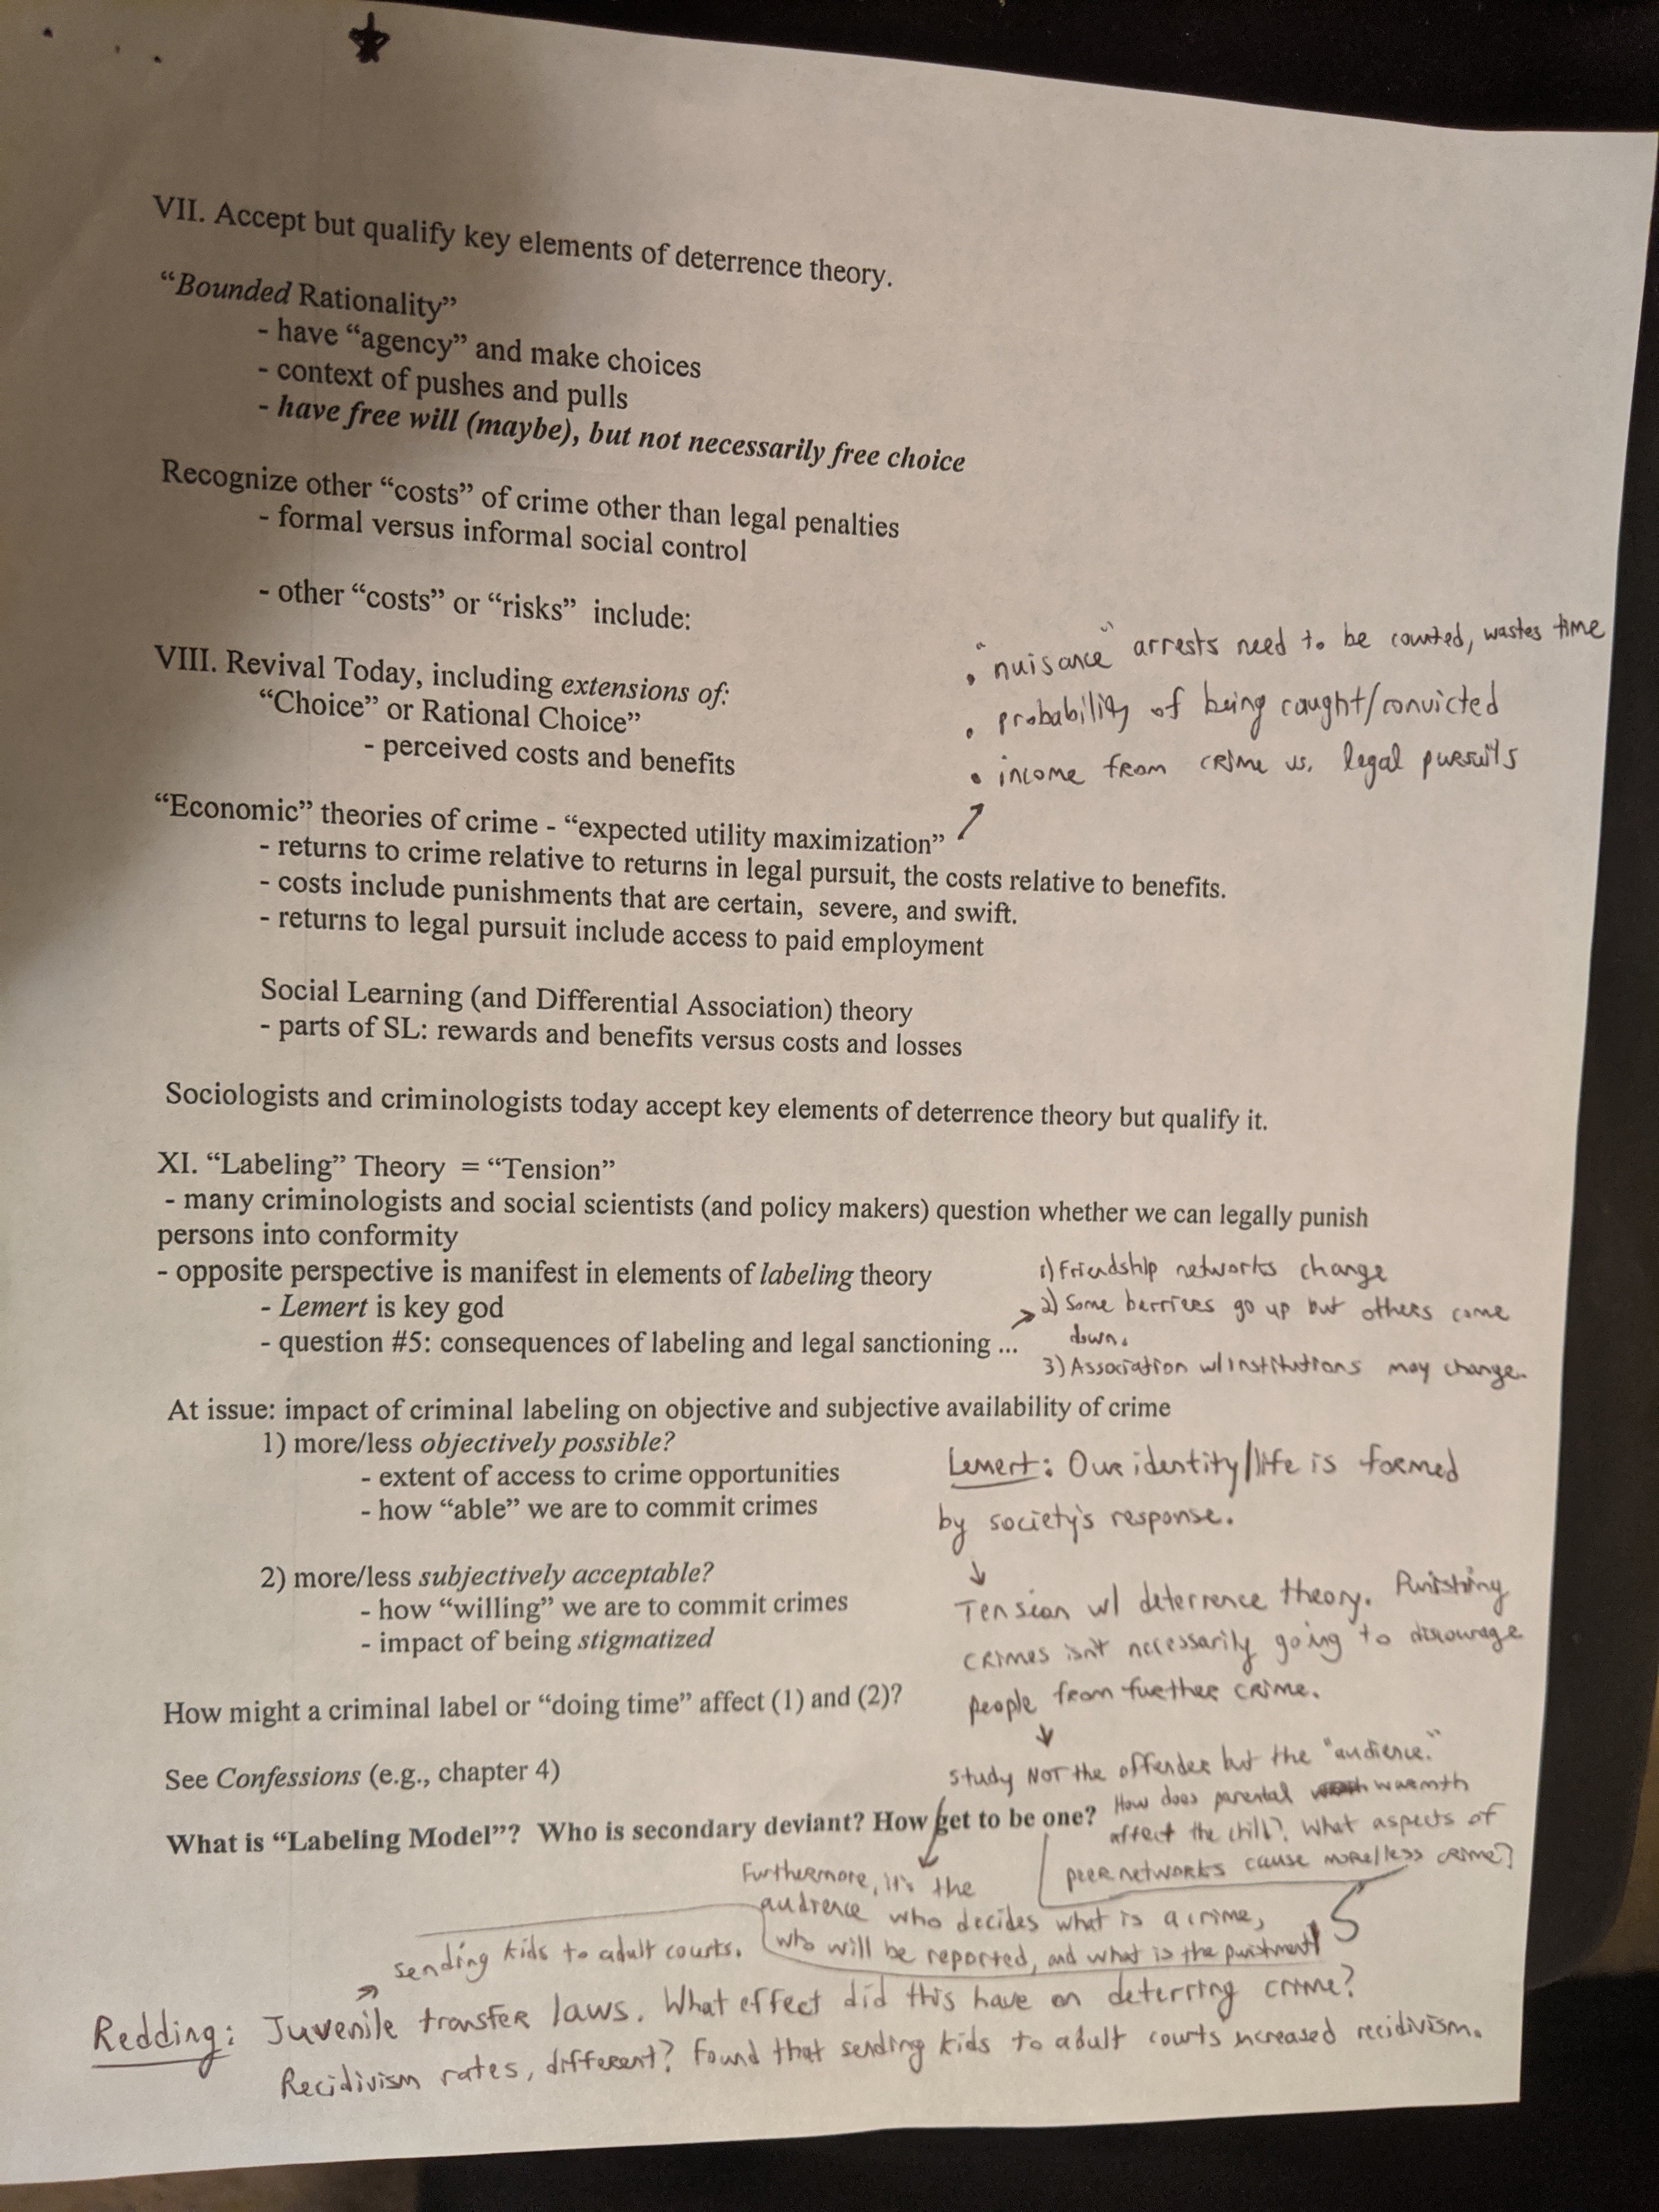 VII. Accept but qualify key elements of deterrence theory.
“Bounded Rationality”
- have “agency” and make choices
- context of pushes and pulls
- have free will (maybe), but not necessarily free choice
Recognize other “costs” of crime other than legal penalties
- formal versus informal social control
- other “costs” or “risks” include:
VIII. Revival Today, including extensions of:
“Choice” or Rational Choice”
- perceived costs and benefits
• "nuisance" arrests need to be counted, wastes time
• probability of being caught/convicted
• income from crime vs. legal pursuits
“Economic” theories of crime - “expected utility maximization”
- returns to crime relative to returns in legal pursuit, the costs relative to benefits.
- costs include punishments that are certain, severe, and swift.
- returns to legal pursuit include access to paid employment
Social Learning (and Differential Association) theory
- parts of SL: rewards and benefits versus costs and losses
Sociologists and criminologists today accept key elements of deterrence theory but qualify it.
XI. “Labeling” Theory = “Tension”
- many criminologists and social scientists (and policy makers) question whether we can legally punish
persons into conformity
- opposite perspective is manifest in elements of labeling theory
- Lemert is key god
- question #5: consequences of labeling and legal sanctioning ...
1) Friendship networks change
2) Some barriers go up but others come
down.
3) Association w/ institutions may change.
At issue: impact of criminal labeling on objective and subjective availability of crime
1) more/less objectively possible?
- extent of access to crime opportunities
- how “able” we are to commit crimes
2) more/less subjectively acceptable?
- how “willing” we are to commit crimes
- impact of being stigmatized
Lemert: Our identity/life is formed
by society's response.
Tension w/ deterrence theory. Punishing
crimes isn't necessarily going to discourage
people from further crime.
How might a criminal label or “doing time” affect (1) and (2)?
See Confessions (e.g., chapter 4)
Study NOT the offender but the "audience."
How does parental warmth
affect the child? What aspects of
peer networks cause more/less crime?
What is “Labeling Model”? Who is secondary deviant? How get to be one?
Furthermore, it's the
audience who decides what is a crime,
who will be reported, and what is the punishment
sending kids to adult courts.
Redding: Juvenile transfer laws. What effect did this have on deterring crime?
Recidivism rates, different? Found that sending kids to adult courts increased recidivism.